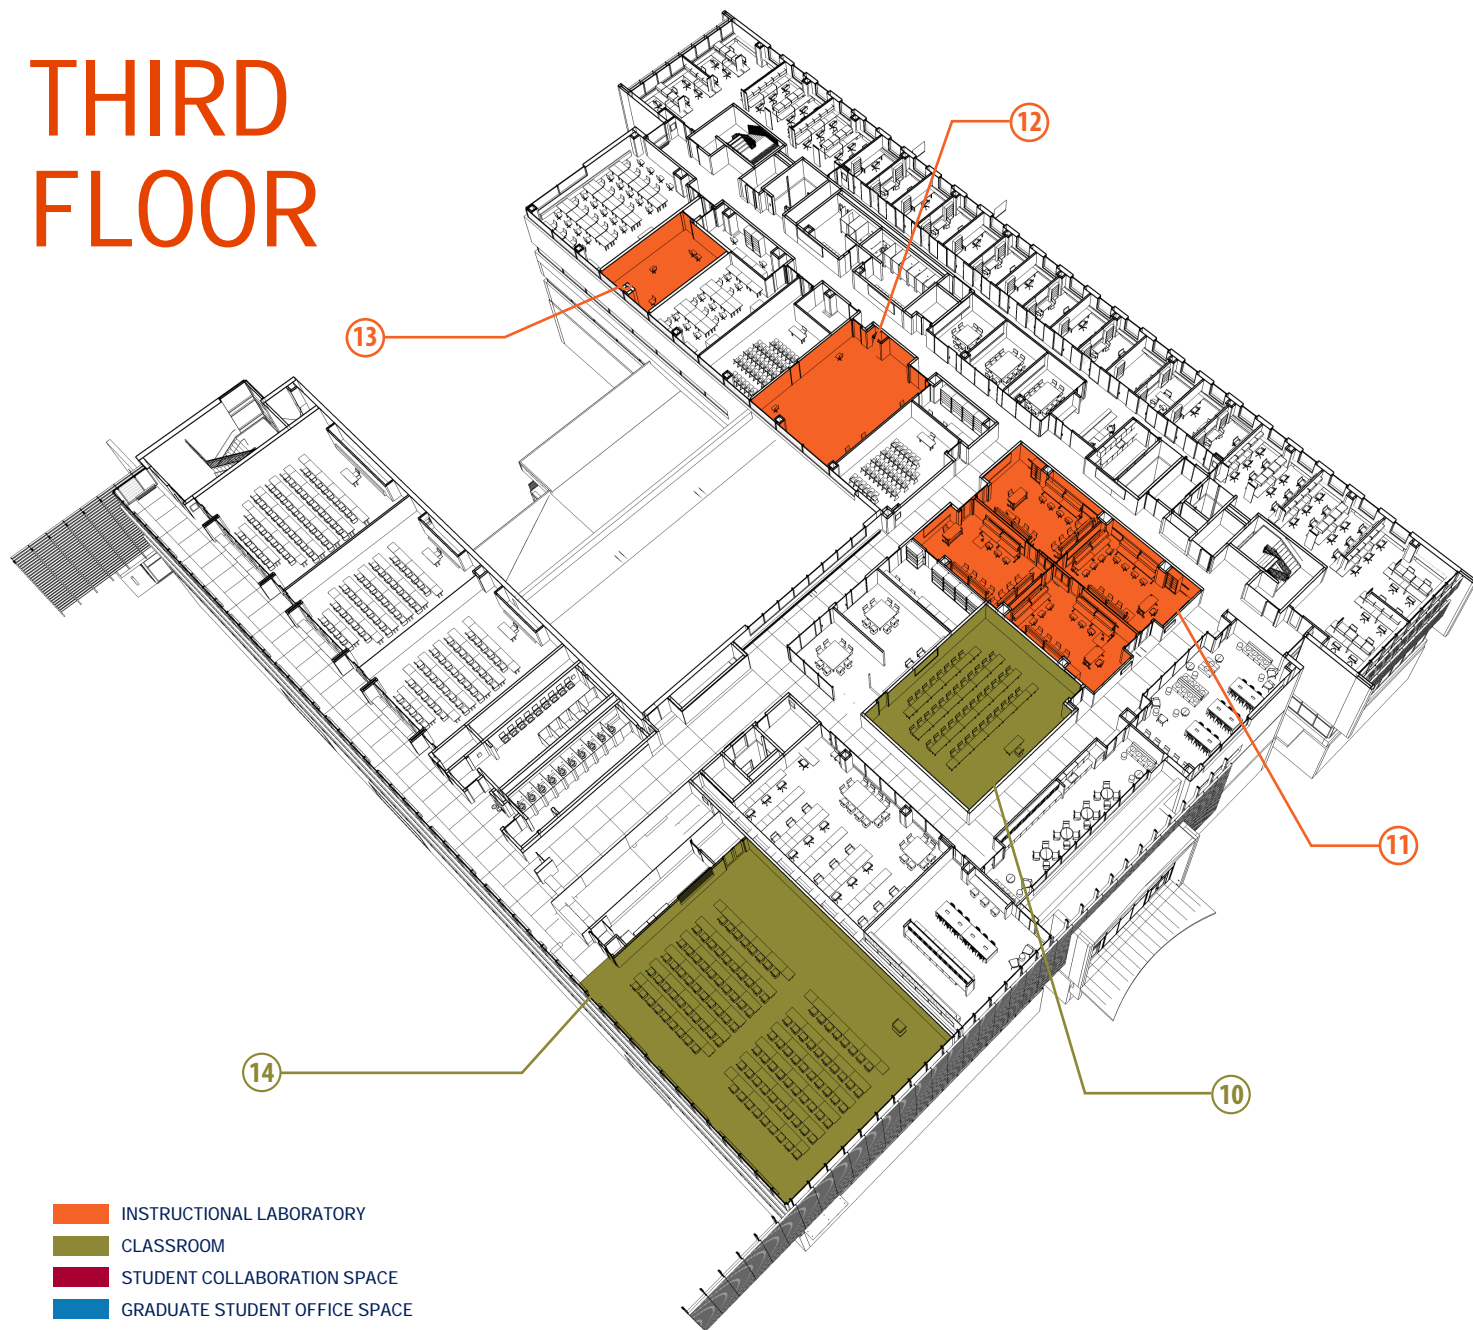 THIRD
FLOOR
12
13
11
14
10
INSTRUCTIONAL LABORATORY
CLASSROOM
STUDENT COLLABORATION SPACE
GRADUATE STUDENT OFFICE SPACE